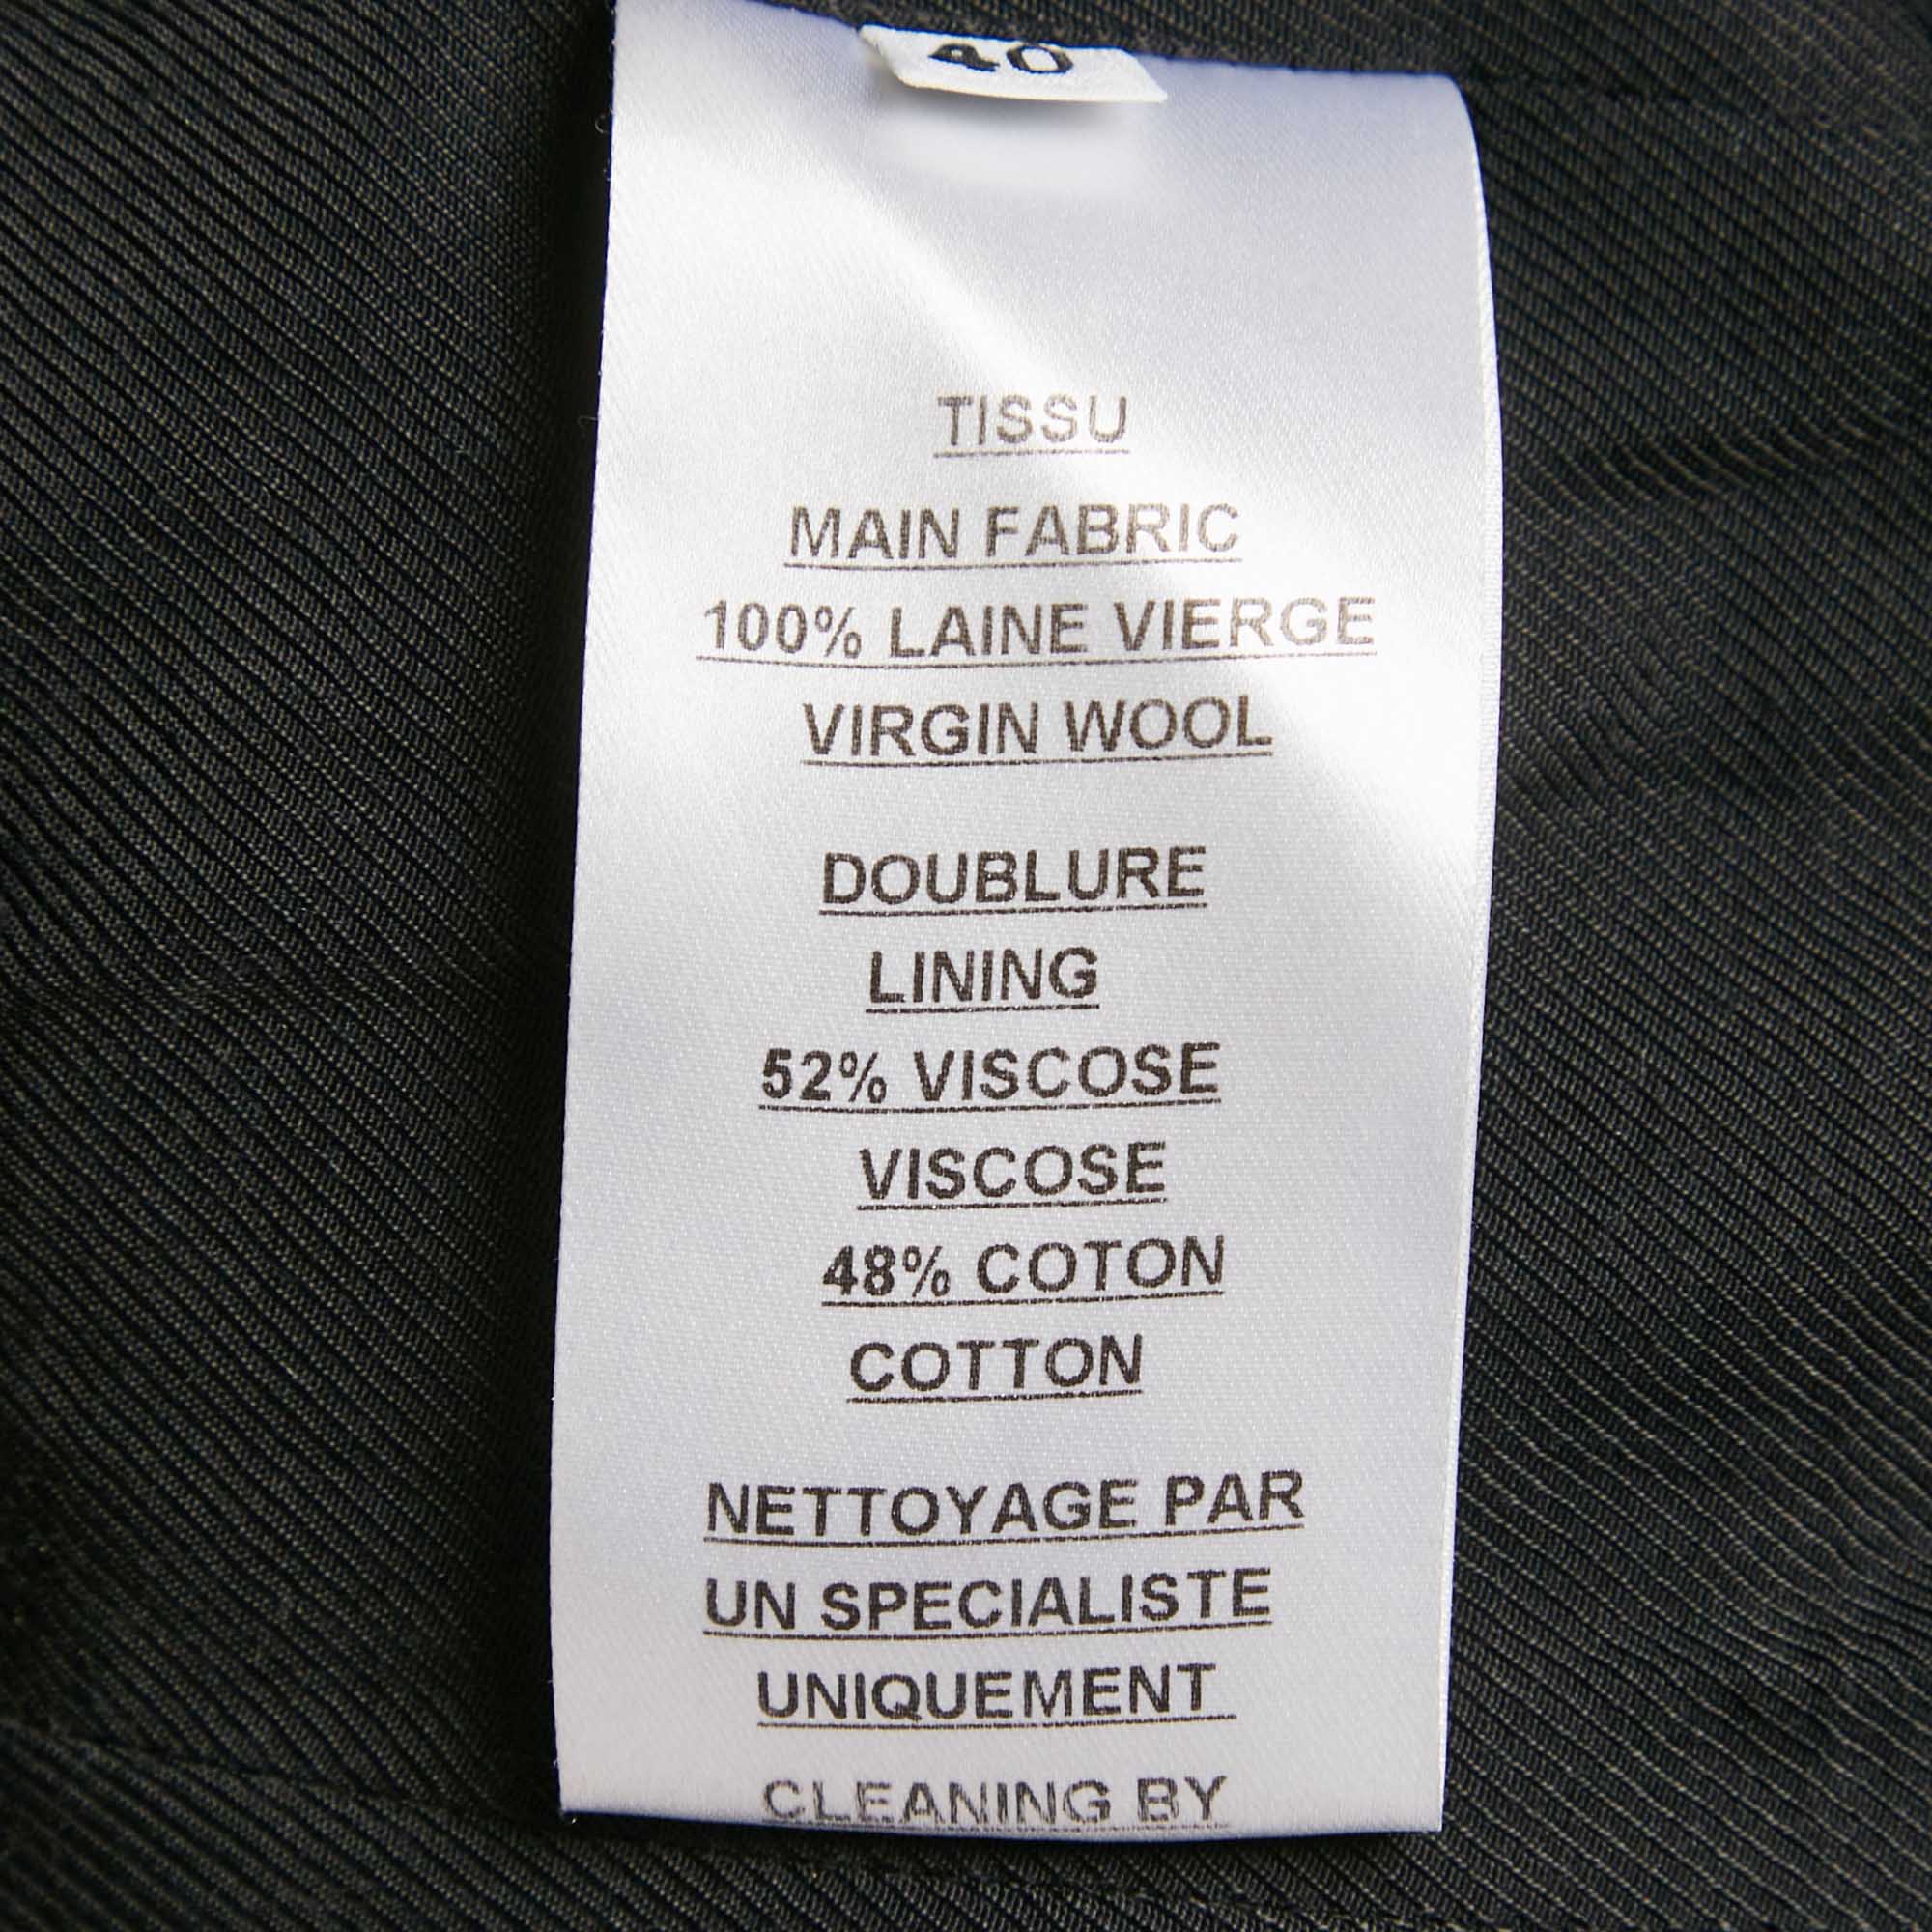 40
TISSU
MAIN FABRIC
100% LAINE VIERGE
VIRGIN WOOL
DOUBLURE
LINING
52% VISCOSE
VISCOSE
48% COTON
COTTON
NETTOYAGE PAR
UN SPECIALISTE
UNIQUEMENT
CLEANING BY